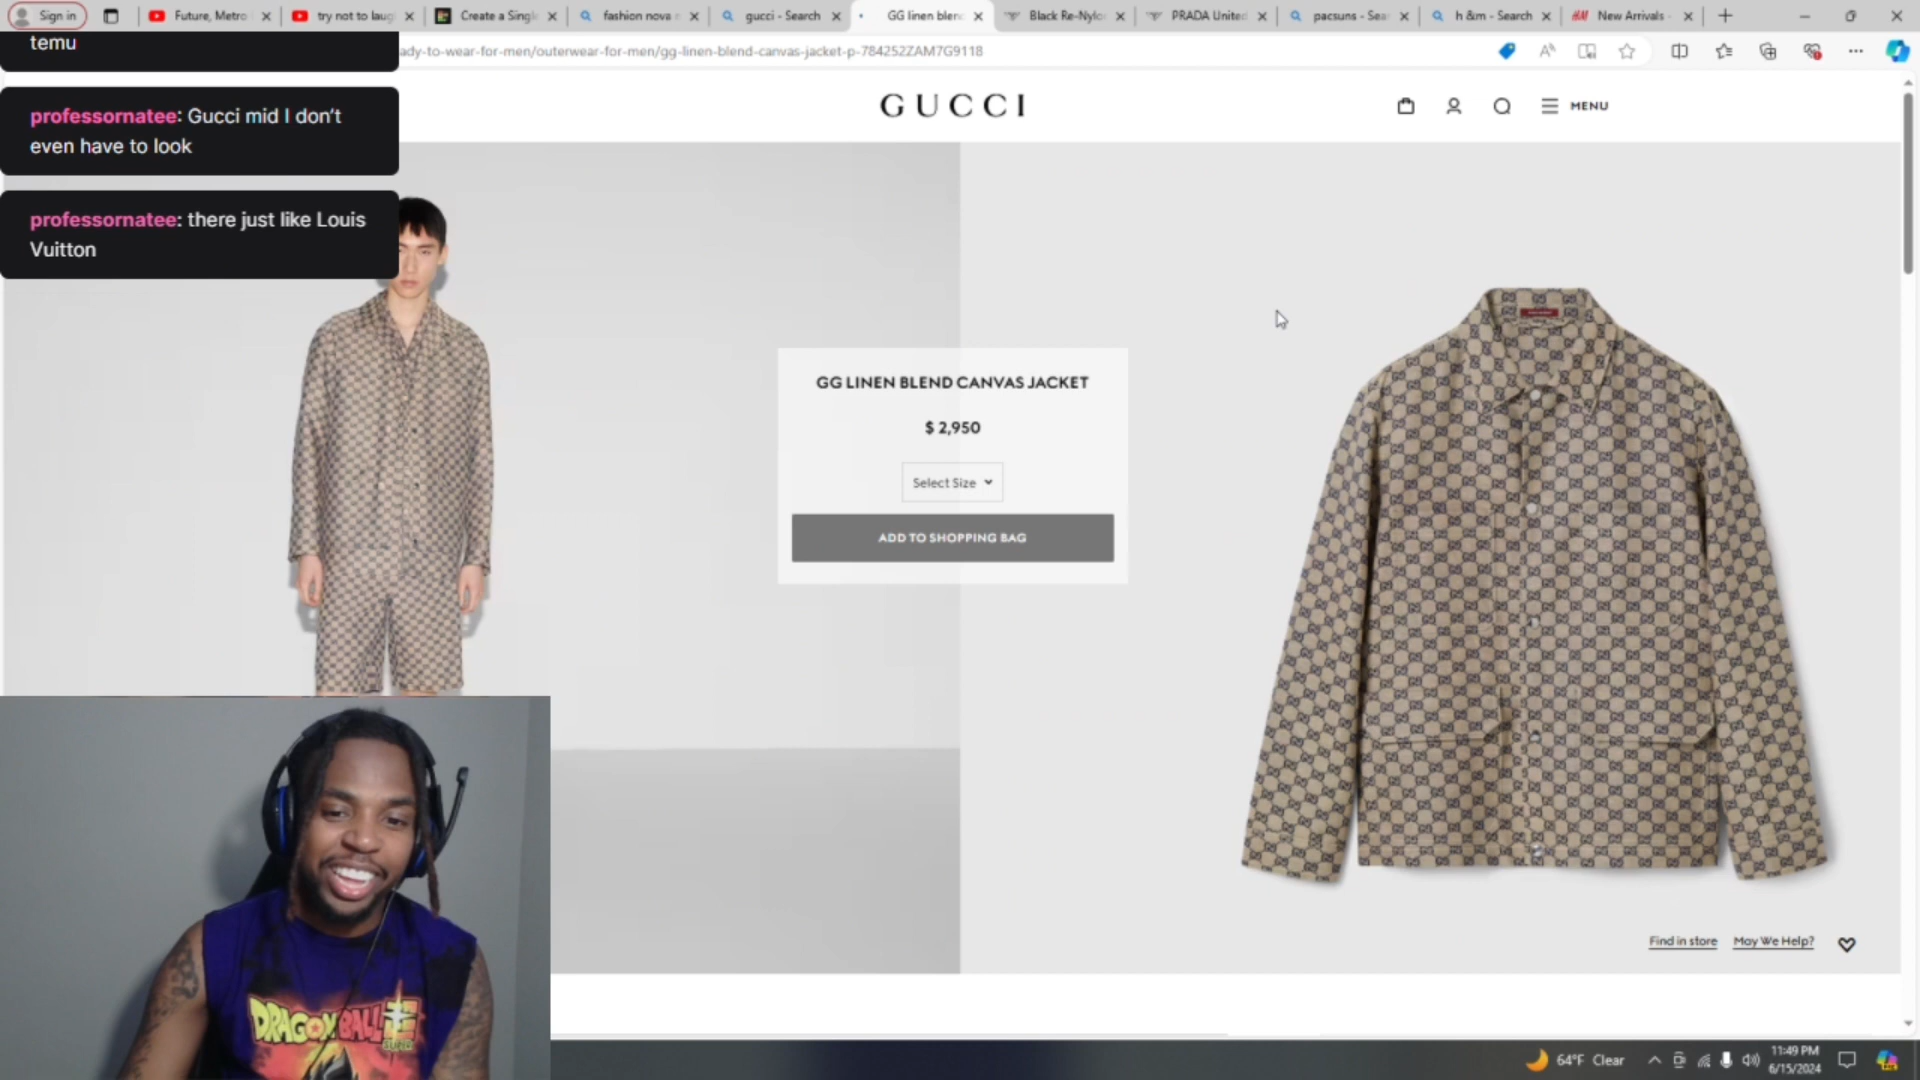 Sign in
Future, Metro
try not to laug
Create a Singl
fashion nova
gucci - Search
GG linen blen
Black Re-Nylo
PRADA United
pacsuns - Sea
h &m - Search
H&M New Arrivals
ady-to-wear-for-men/outerwear-for-men/gg-linen-blend-canvas-jacket-p-784252ZAM7G9118
temu
professornatee: Gucci mid I don't
even have to look
professornatee: there just like Louis
Vuitton
GUCCI
MENU
GG LINEN BLEND CANVAS JACKET
$ 2,950
Select Size
ADD TO SHOPPING BAG
Find in store
May We Help?
DRAGON BALL
SUPER
64°F Clear
11:49 PM
6/15/2024